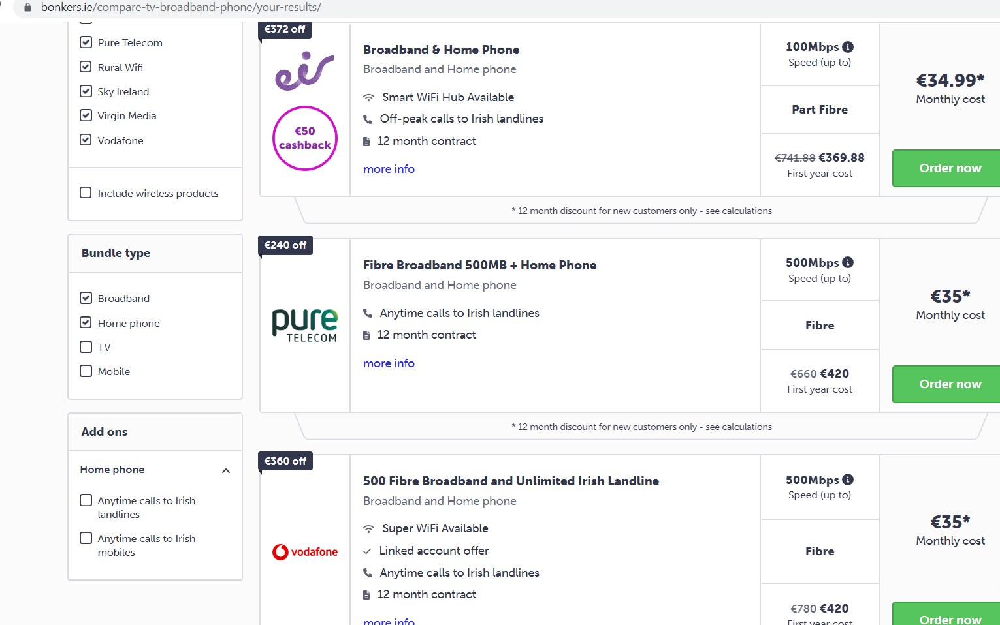 bonkers.ie/compare-tv-broadband-phone/your-results/
Pure Telecom
Rural Wifi
Sky Ireland
Virgin Media
Vodafone
Include wireless products
Bundle type
Broadband
Home phone
TV
Mobile
Add ons
Home phone
Anytime calls to Irish
landlines
Anytime calls to Irish
mobiles
€372 off
eir
€50
cashback
Broadband & Home Phone
Broadband and Home phone
Smart WiFi Hub Available
Off-peak calls to Irish landlines
12 month contract
more info
100Mbps
Speed (up to)
Part Fibre
€741.88 €369.88
First year cost
€34.99*
Monthly cost
Order now
* 12 month discount for new customers only - see calculations
€240 off
pure
TELECOM
Fibre Broadband 500MB + Home Phone
Broadband and Home phone
Anytime calls to Irish landlines
12 month contract
more info
500Mbps
Speed (up to)
Fibre
€660 €420
First year cost
€35*
Monthly cost
Order now
* 12 month discount for new customers only - see calculations
€360 off
vodafone
500 Fibre Broadband and Unlimited Irish Landline
Broadband and Home phone
Super WiFi Available
Linked account offer
Anytime calls to Irish landlines
12 month contract
more info
500Mbps
Speed (up to)
Fibre
€780 €420
First year cost
€35*
Monthly cost
Order now